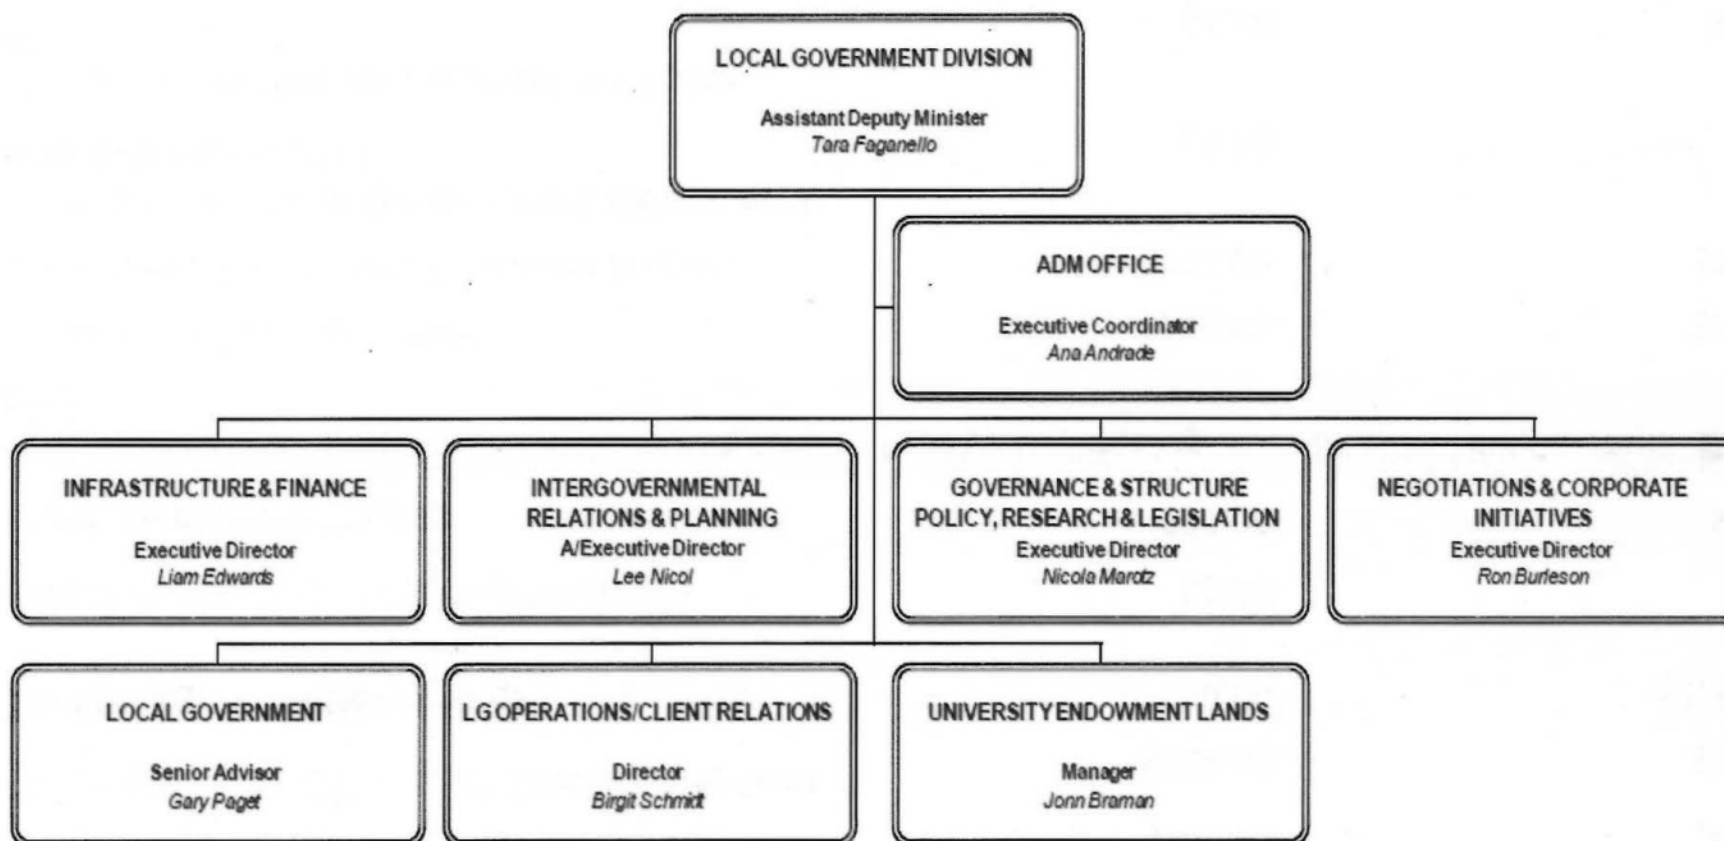 LOCAL GOVERNMENT DIVISION
Assistant Deputy Minister
Tara Faganello
ADM OFFICE
Executive Coordinator
Ana Andrade
INFRASTRUCTURE & FINANCE
Executive Director
Liam Edwards
INTERGOVERNMENTAL
RELATIONS & PLANNING
A/Executive Director
Lee Nicol
GOVERNANCE & STRUCTURE
POLICY, RESEARCH & LEGISLATION
Executive Director
Nicola Marotz
NEGOTIATIONS & CORPORATE
INITIATIVES
Executive Director
Ron Burleson
LOCAL GOVERNMENT
Senior Advisor
Gary Paget
LG OPERATIONS/CLIENT RELATIONS
Director
Birgit Schmidt
UNIVERSITY ENDOWMENT LANDS
Manager
Jonn Braman